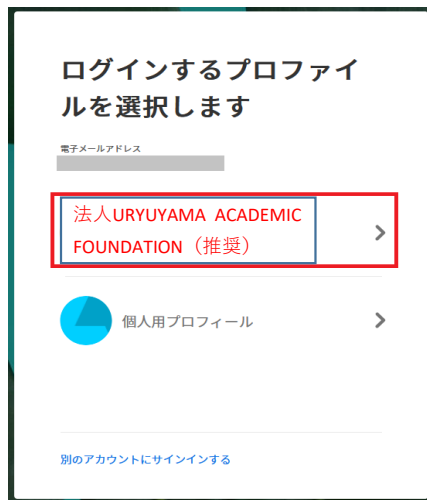 ログインするプロファイ
ルを選択します
電子メールアドレス
法人URYUYAMA ACADEMIC
FOUNDATION（推奨）
個人用プロフィール
別のアカウントにサインインする